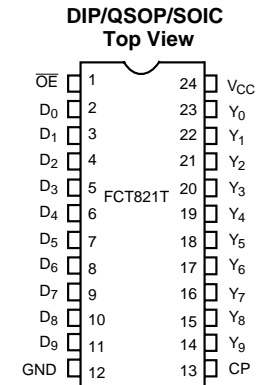 DIP/QSOP/SOIC
Top View
OE 1 24 VCC
D0 2 23 Y0
D1 3 22 Y1
D2 4 21 Y2
D3 5 FCT821T 20 Y3
D4 6 19 Y4
D5 7 18 Y5
D6 8 17 Y6
D7 9 16 Y7
D8 10 15 Y8
D9 11 14 Y9
GND 12 13 CP